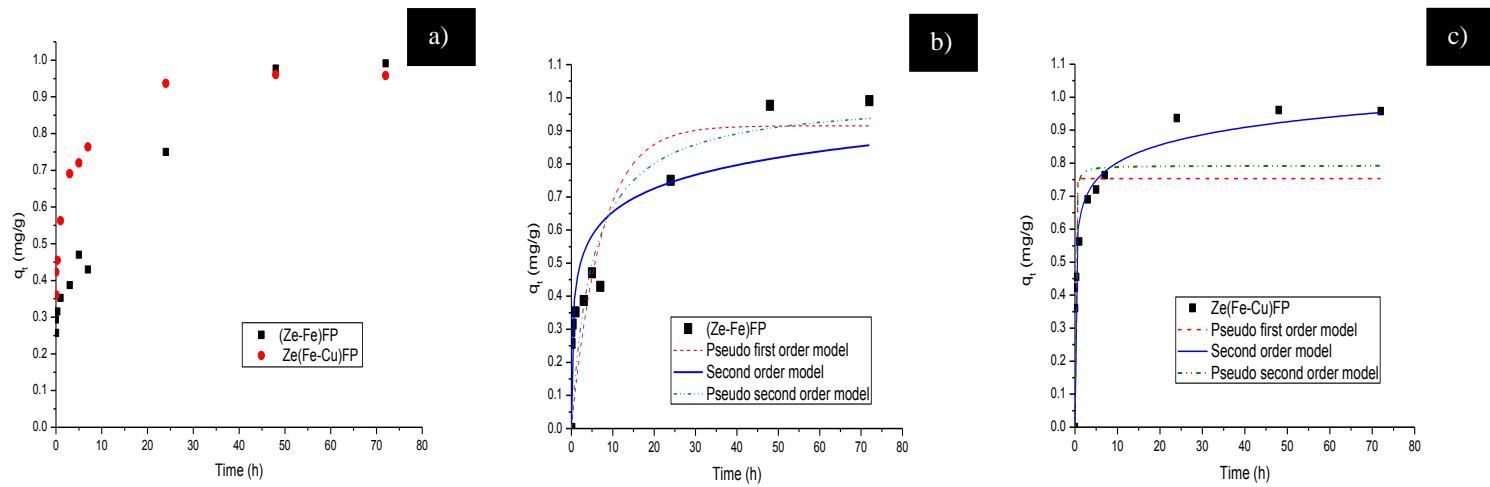 a)
1.0
0.9
0.8
0.7
0.6
0.5
0.4
0.3
0.2
0.1
0.0
0 10 20 30 40 50 60 70 80
qt (mg/g)
Time (h)
(Ze-Fe)FP
Ze(Fe-Cu)FP
b)
1.1
1.0
0.9
0.8
0.7
0.6
0.5
0.4
0.3
0.2
0.1
0.0
0 10 20 30 40 50 60 70 80
qt (mg/g)
Time (h)
(Ze-Fe)FP
Pseudo first order model
Second order model
Pseudo second order model
c)
1.1
1.0
0.9
0.8
0.7
0.6
0.5
0.4
0.3
0.2
0.1
0.0
0 10 20 30 40 50 60 70 80
qt (mg/g)
Time (h)
Ze(Fe-Cu)FP
Pseudo first order model
Second order model
Pseudo second order model